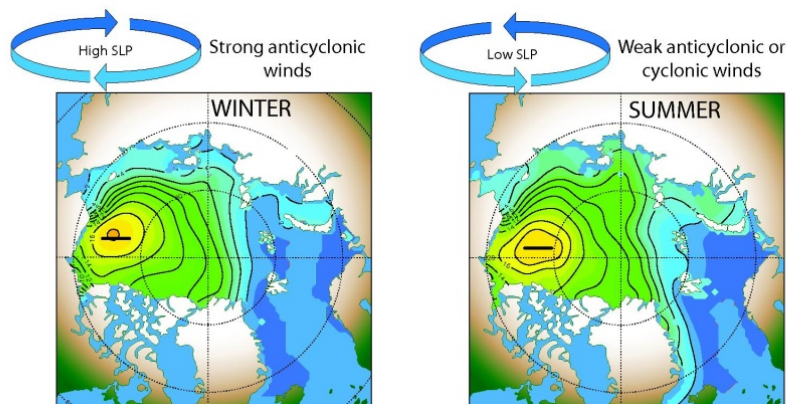 High SLP
Strong anticyclonic
winds
WINTER
Low SLP
Weak anticyclonic or
cyclonic winds
SUMMER